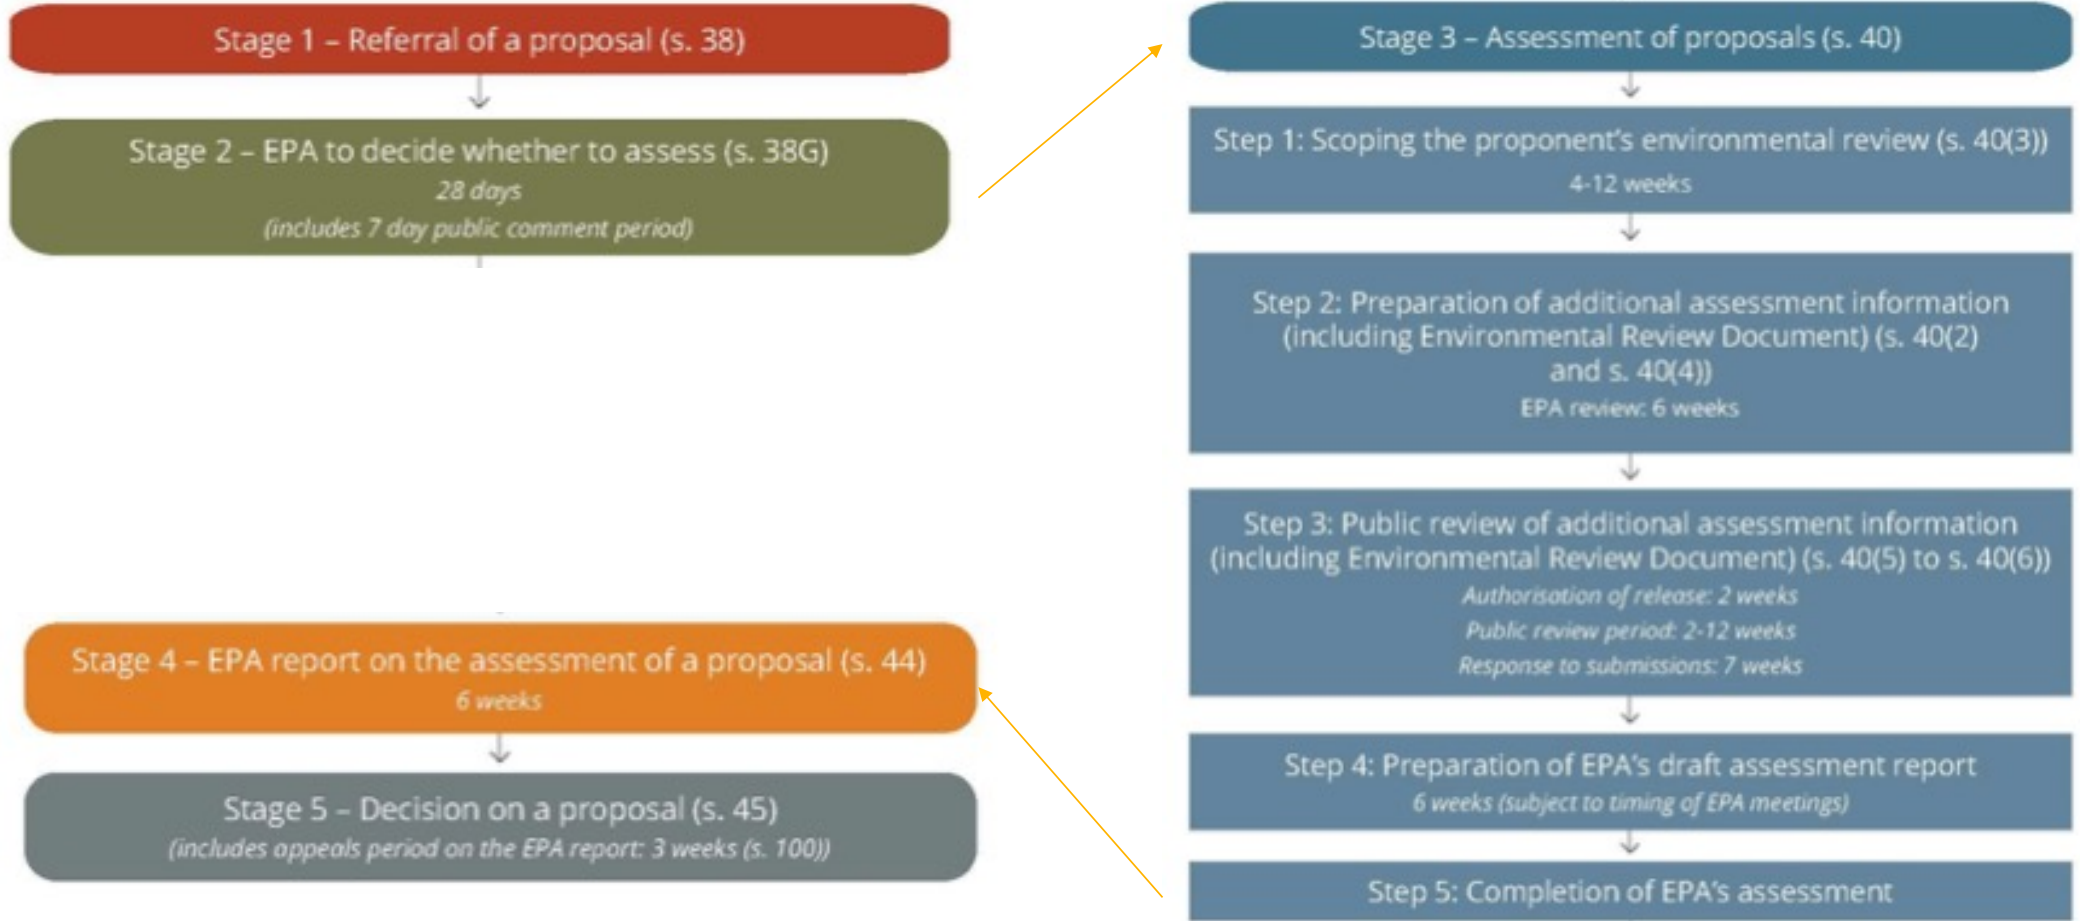 Stage 1 – Referral of a proposal (s. 38)
Stage 2 – EPA to decide whether to assess (s. 38G)
28 days
(includes 7 day public comment period)
Stage 3 – Assessment of proposals (s. 40)
Step 1: Scoping the proponent's environmental review (s. 40(3))
4-12 weeks
Step 2: Preparation of additional assessment information
(including Environmental Review Document) (s. 40(2)
and s. 40(4))
EPA review: 6 weeks
Step 3: Public review of additional assessment information
(including Environmental Review Document) (s. 40(5) to s. 40(6))
Authorisation of release: 2 weeks
Public review period: 2-12 weeks
Response to submissions: 7 weeks
Step 4: Preparation of EPA's draft assessment report
6 weeks (subject to timing of EPA meetings)
Step 5: Completion of EPA's assessment
Stage 4 – EPA report on the assessment of a proposal (s. 44)
6 weeks
Stage 5 – Decision on a proposal (s. 45)
(includes appeals period on the EPA report: 3 weeks (s. 100))